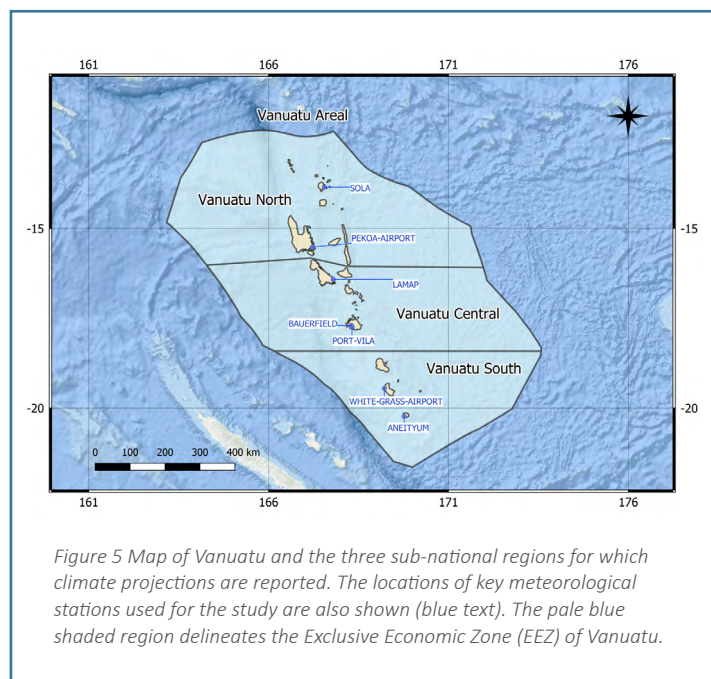 161 166 171 176
Vanuatu Areal
SOLA
Vanuatu North
-15 -15
PEKOA-AIRPORT
LAMAP
Vanuatu Central
BAUERFIELD
PORT-VILA
Vanuatu South
WHITE-GRASS-AIRPORT
-20 -20
ANEITYUM
0 100 200 300 400 km
161 166 171 176
Figure 5 Map of Vanuatu and the three sub-national regions for which
climate projections are reported. The locations of key meteorological
stations used for the study are also shown (blue text). The pale blue
shaded region delineates the Exclusive Economic Zone (EEZ) of Vanuatu.